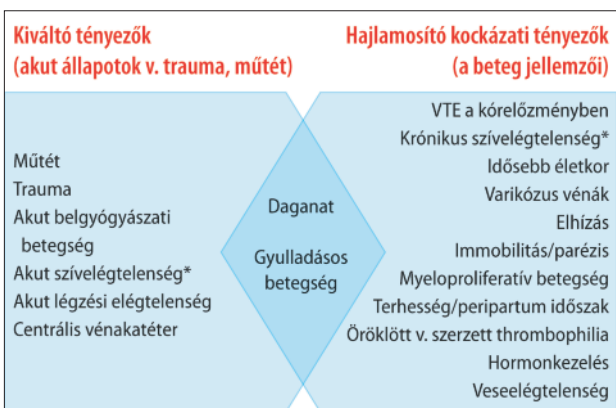 Kiváltó tényezők
(akut állapotok v. trauma, műtét)
Műtét
Trauma
Akut belgyógyászati
betegség
Akut szívelégtelenség*
Akut légzési elégtelenség
Centrális vénakatéter
Daganat
Gyulladásos
betegség
Hajlamosító kockázati tényezők
(a beteg jellemzői)
VTE a kórelőzményben
Krónikus szívelégtelenség*
Idősebb életkor
Varikózus vénák
Elhízás
Immobilitás/parézis
Myeloproliferatív betegség
Terhesség/peripartum időszak
Öröklött v. szerzett thrombophilia
Hormonkezelés
Veseelégtelenség